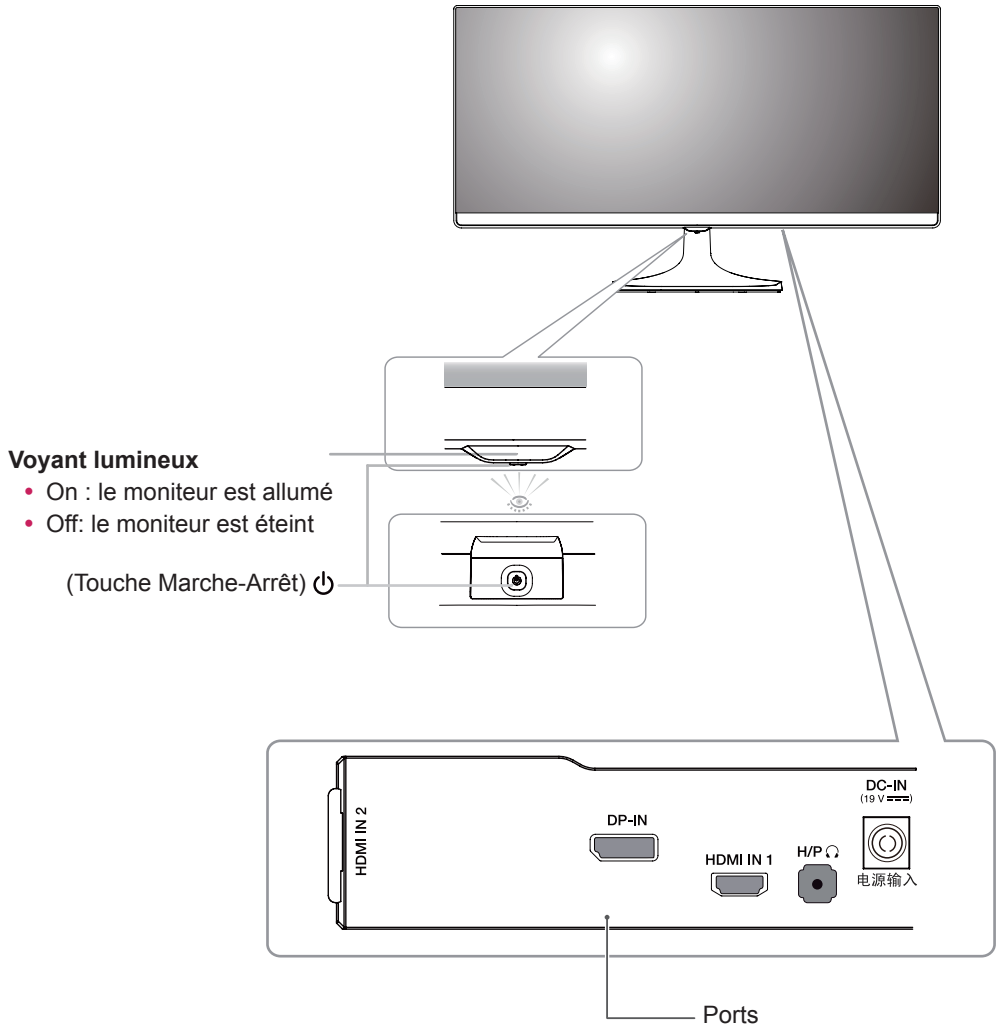 Voyant lumineux
• On : le moniteur est allumé
• Off: le moniteur est éteint
(Touche Marche-Arrêt)
HDMI IN 2
DP-IN
HDMI IN 1
H/P
DC-IN
(19 V)
电源输入
Ports